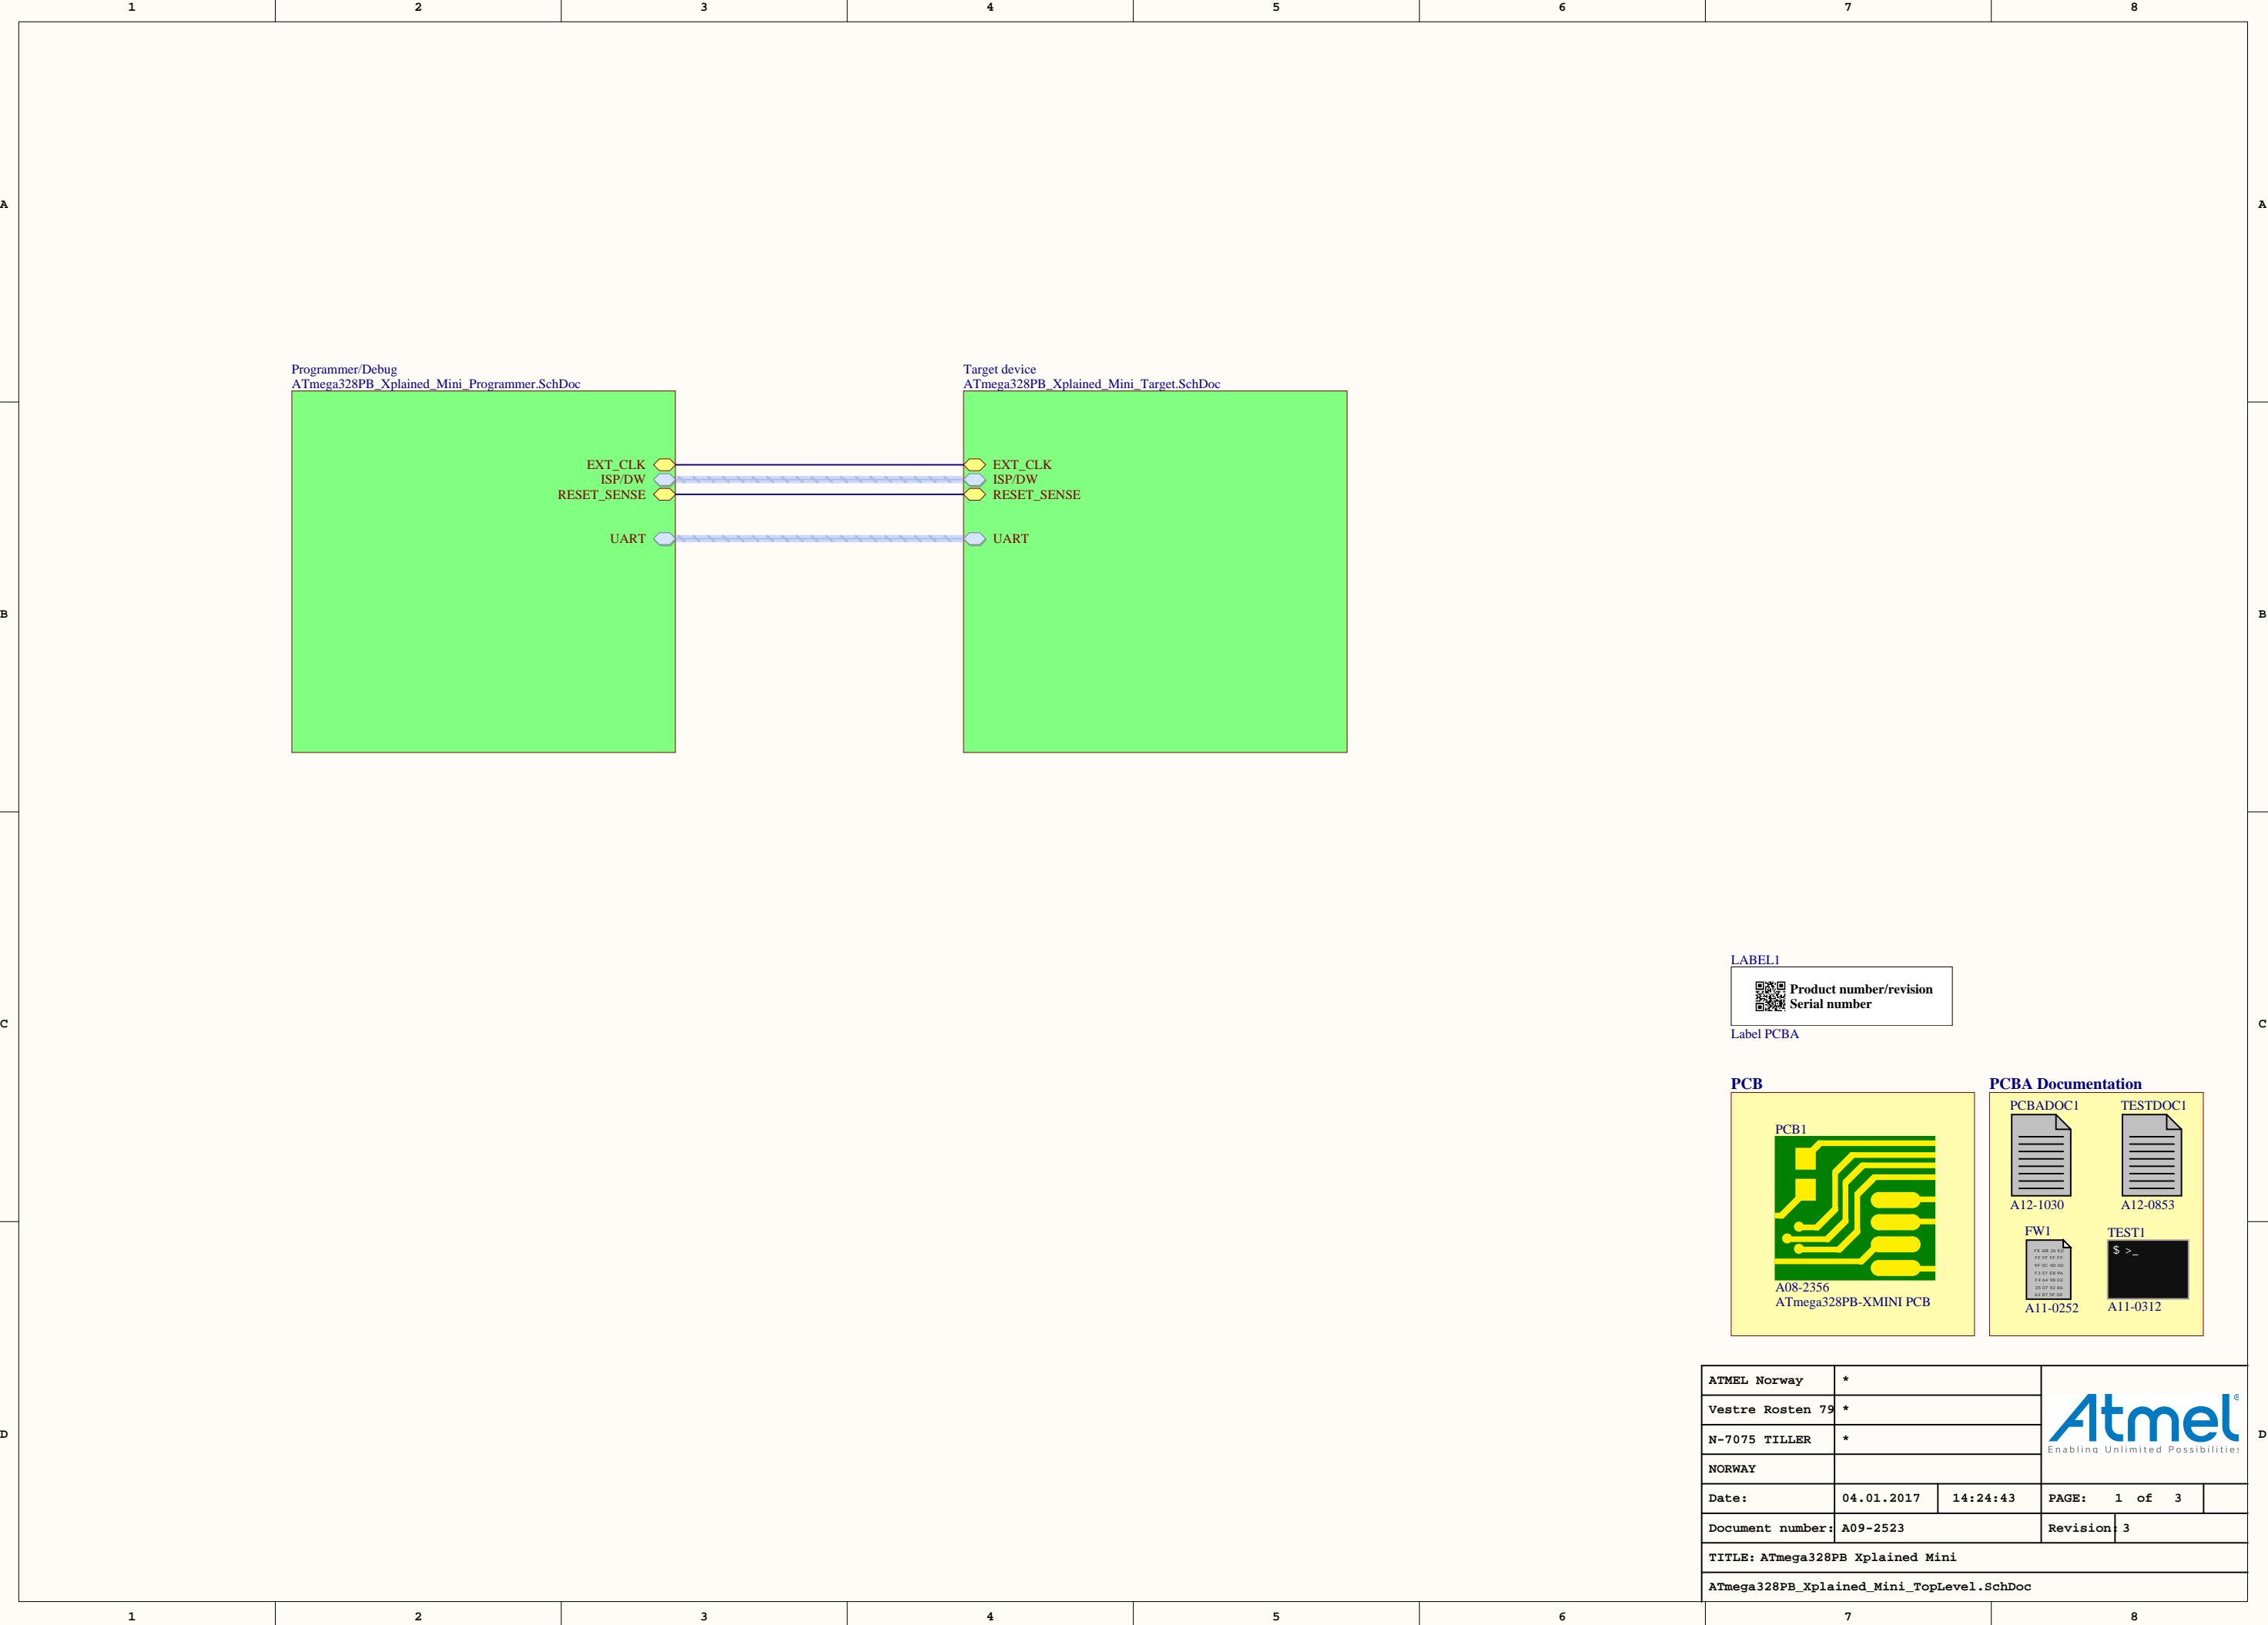 1 2 3 4 5 6 7 8
A A
Programmer/Debug
ATmega328PB_Xplained_Mini_Programmer.SchDoc
EXT_CLK
ISP/DW
RESET_SENSE
UART
Target device
ATmega328PB_Xplained_Mini_Target.SchDoc
EXT_CLK
ISP/DW
RESET_SENSE
UART
B B
LABEL1
Product number/revision
Serial number
Label PCBA
C C
PCB
PCB1
A08-2356
ATmega328PB-XMINI PCB
PCBA Documentation
PCBADOC1
A12-1030
TESTDOC1
A12-0853
FW1
A11-0252
TEST1
$ >_
A11-0312
D D
ATMEL Norway *
Vestre Rosten 79 *
N-7075 TILLER *
NORWAY
Atmel®
Enabling Unlimited Possibilities
Date: 04.01.2017 14:24:43 PAGE: 1 of 3
Document number: A09-2523 Revision: 3
TITLE: ATmega328PB Xplained Mini
ATmega328PB_Xplained_Mini_TopLevel.SchDoc
1 2 3 4 5 6 7 8